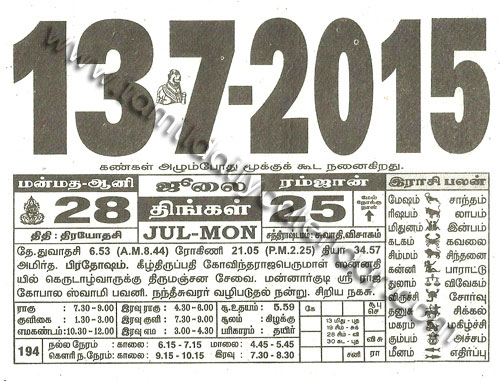 13-7-2015
www.tamildailycalendar.com
கண்கள் அழும்போது மூக்குக் கூட நனைகிறது.
மன்மத-ஆனி ஜூலை ரம்ஜான் மேல் நோக்கு நாள் இராசி பலன்
28 திங்கள் 25
திதி : திரயோதசி JUL-MON சந்திராஷ்டமம் : சுவாதி,விசாகம்
மேஷம் சாந்தம்
ரிஷபம் லாபம்
மிதுனம் இன்பம்
கடகம் கவலை
சிம்மம் சிந்தனை
கன்னி பாராட்டு
துலாம் விவேகம்
விருச்சி சோர்வு
தனுசு சிக்கல்
மகரம் மகிழ்ச்சி
கும்பம் அச்சம்
மீனம் எதிர்ப்பு
தே.துவாதசி 6.53 (A.M.8.44) ரோகிணி 21.05 (P.M.2.25) தியா 34.57
அமிர்த. பிரதோஷம். கீழ்திருப்பதி கோவிந்தராஜபெருமாள் சன்னதி
யில் கெருடாழ்வாருக்கு திருமஞ்சன சேவை. மன்னார்குடி ஸ்ரீ ராஜ
கோபால ஸ்வாமி பவனி. நந்தீசுவரர் வழிபடுதல் நன்று. சிறிய நகசு.
ராகு : 7.30 - 9.00 இரவு ராகு : 4.30 - 6.00 சூ.உதயம் : 5.59
குளிகை : 1.30 - 3.00 இரவு குளி : 9.00 - 10.30 சூலம் : கிழக்கு
எமகண்டம் : 10.30 - 12.00 இரவு எம : 3.00 - 4.30 பரிகாரம் : தயிர்
கே சூ பு செ
13 மிது - புத
19 சிம - சுக்
28 சிம - வி
30 கட - புத
வி சு
சனி ரா
194 நல்ல நேரம் : காலை : 6.15 - 7.15 மாலை : 4.45 - 5.45
கௌரி ந.நேரம் : காலை : 9.15 - 10.15 இரவு : 7.30 - 8.30